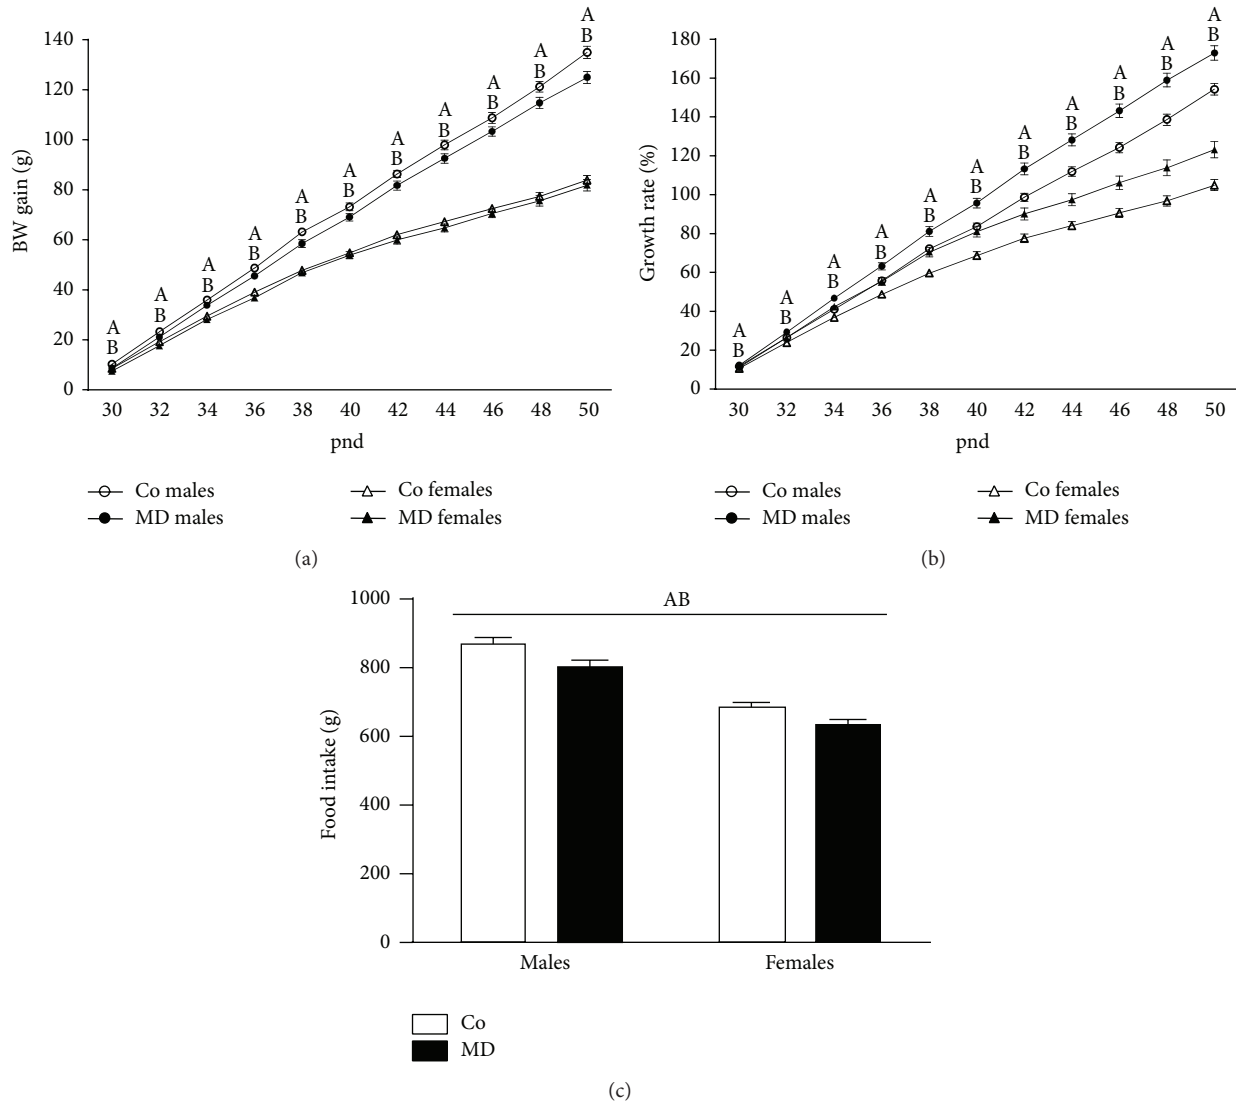 A A
B B
BW gain (g)
140
120
100
80
60
40
20
0
A A A A A A A A A
B B B B B B B B B
30 32 34 36 38 40 42 44 46 48 50
pnd
Co males Co females
MD males MD females
(a)
Growth rate (%)
180
160
140
120
100
80
60
40
20
0
A A A A A A A A A A A
B B B B B B B B B B B
30 32 34 36 38 40 42 44 46 48 50
pnd
Co males Co females
MD males MD females
(b)
Food intake (g)
1000
800
600
400
200
0
AB
Males Females
Co
MD
(c)